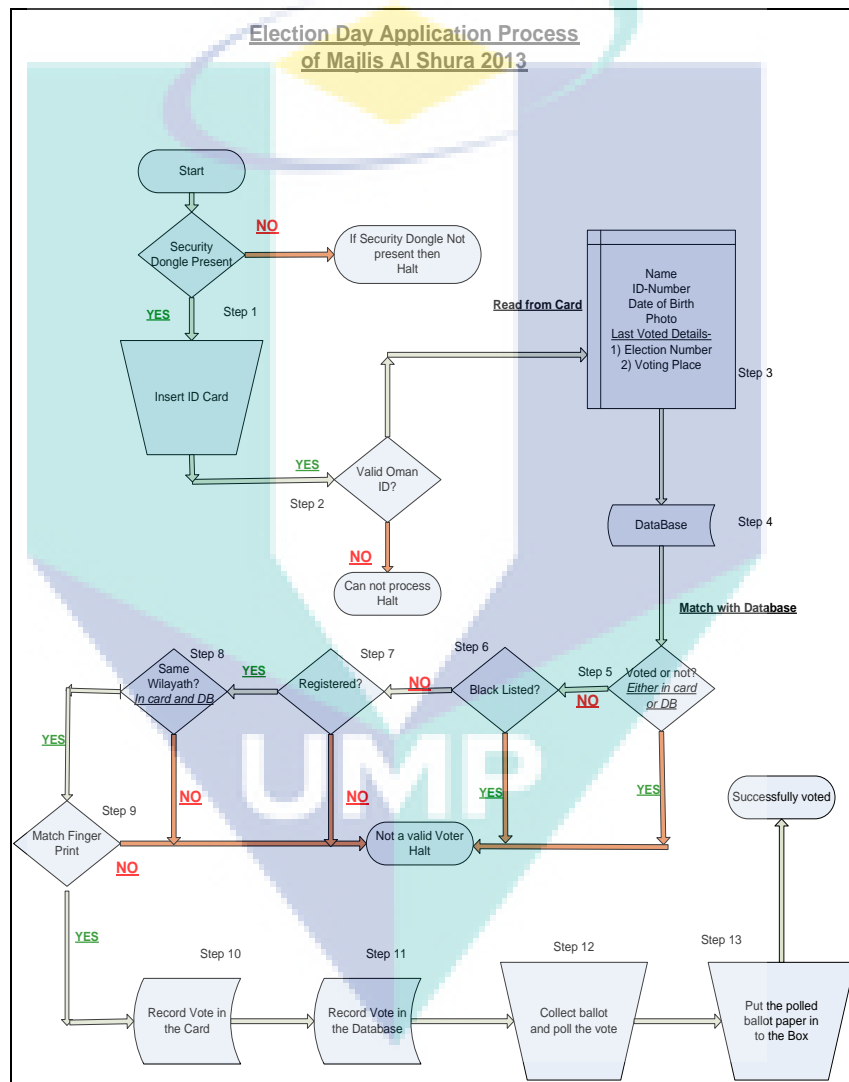 Election Day Application Process
of Majlis Al Shura 2013
Start
Security
Dongle Present
NO
If Security Dongle Not
present then
Halt
YES
Step 1
Insert ID Card
YES
Step 2
Valid Oman
ID?
NO
Can not process
Halt
Read from Card
Name
ID-Number
Date of Birth
Photo
Last Voted Details-
1) Election Number
2) Voting Place
Step 3
DataBase
Step 4
Match with Database
Voted or not?
Either in card
or DB
Step 5
NO
YES
Step 6
Black Listed?
NO
YES
Step 7
Registered?
YES
NO
Step 8
Same
Wilayath?
In card and DB
YES
NO
UMP
Step 9
Match Finger
Print
NO
Not a valid Voter
Halt
YES
Step 10
Record Vote in
the Card
Step 11
Record Vote in
the Database
Step 12
Collect ballot
and poll the vote
Step 13
Put the polled
ballot paper in
to the Box
Successfully voted